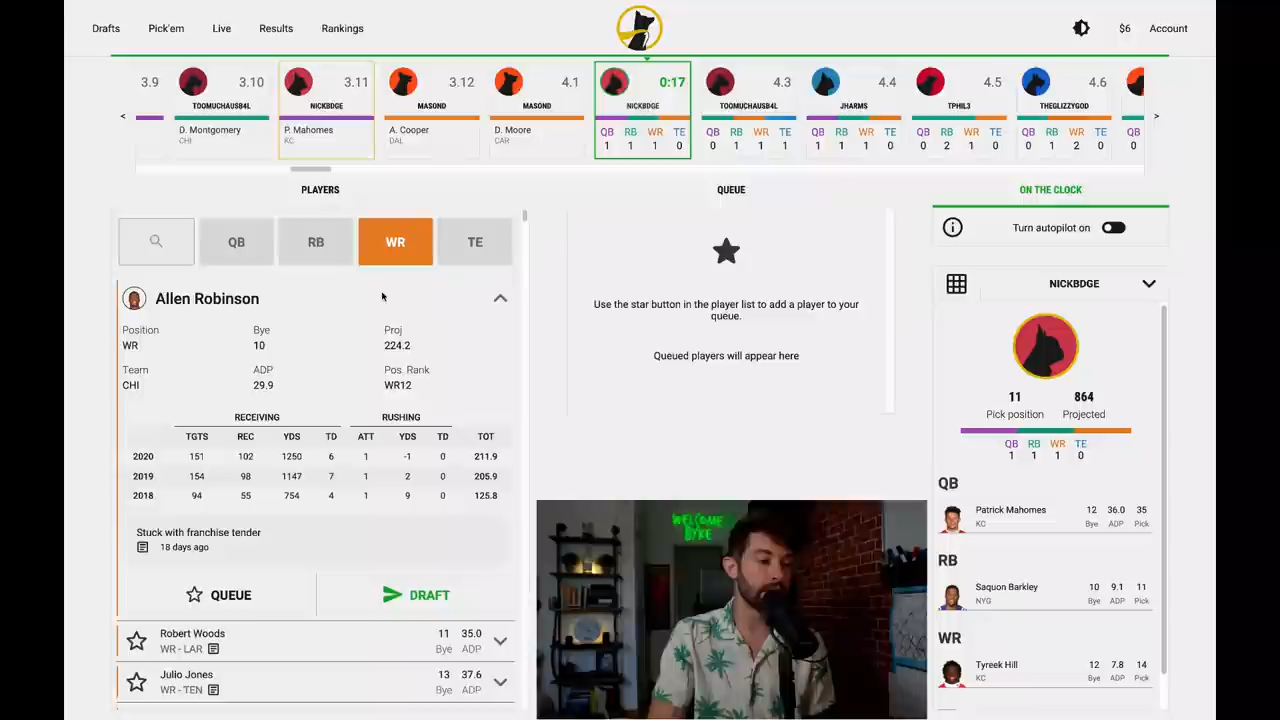 Drafts Pick'em Live Results Rankings $6 Account
3.9 3.10 3.11 3.12 4.1 0:17 4.3 4.4 4.5 4.6
TOOMUCHAUSB4L NICKBDGE MASOND MASOND NICKBDGE TOOMUCHAUSB4L JHARMS TPHIL3 THEGLIZZYGOD
D. Montgomery P. Mahomes A. Cooper D. Moore QB RB WR TE QB RB WR TE QB RB WR TE QB RB WR TE QB RB WR TE QB
CHI KC DAL CAR 1 1 1 0 0 1 1 1 1 1 1 0 0 2 1 0 0 1 2 0 0
< >
PLAYERS QUEUE ON THE CLOCK
QB RB WR TE
Turn autopilot on
Allen Robinson
Position Bye Proj
WR 10 224.2
Team ADP Pos. Rank
CHI 29.9 WR12
RECEIVING RUSHING
TGTS REC YDS TD ATT YDS TD TOT
2020 151 102 1250 6 1 -1 0 211.9
2019 154 98 1147 7 1 2 0 205.9
2018 94 55 754 4 1 9 0 125.8
Stuck with franchise tender
18 days ago
QUEUE DRAFT
Robert Woods 11 35.0
WR - LAR Bye ADP
Julio Jones 13 37.6
WR - TEN Bye ADP
Use the star button in the player list to add a player to your
queue.
Queued players will appear here
WELCOME
BYKE
NICKBDGE
11 864
Pick position Projected
QB RB WR TE
1 1 1 0
QB
Patrick Mahomes 12 36.0 35
KC Bye ADP Pick
RB
Saquon Barkley 10 9.1 11
NYG Bye ADP Pick
WR
Tyreek Hill 12 7.8 14
KC Bye ADP Pick